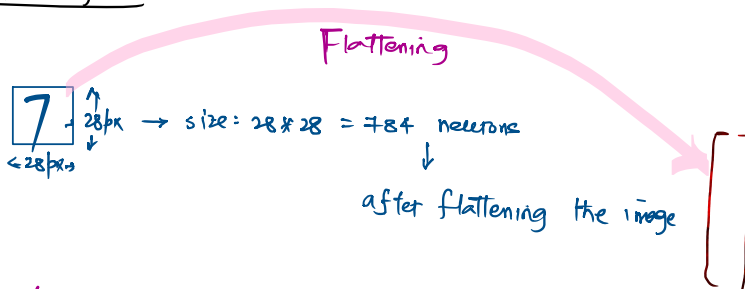 Flattening
7 28px → size: 28*28 = 784 neurons
28px
after flattening the image